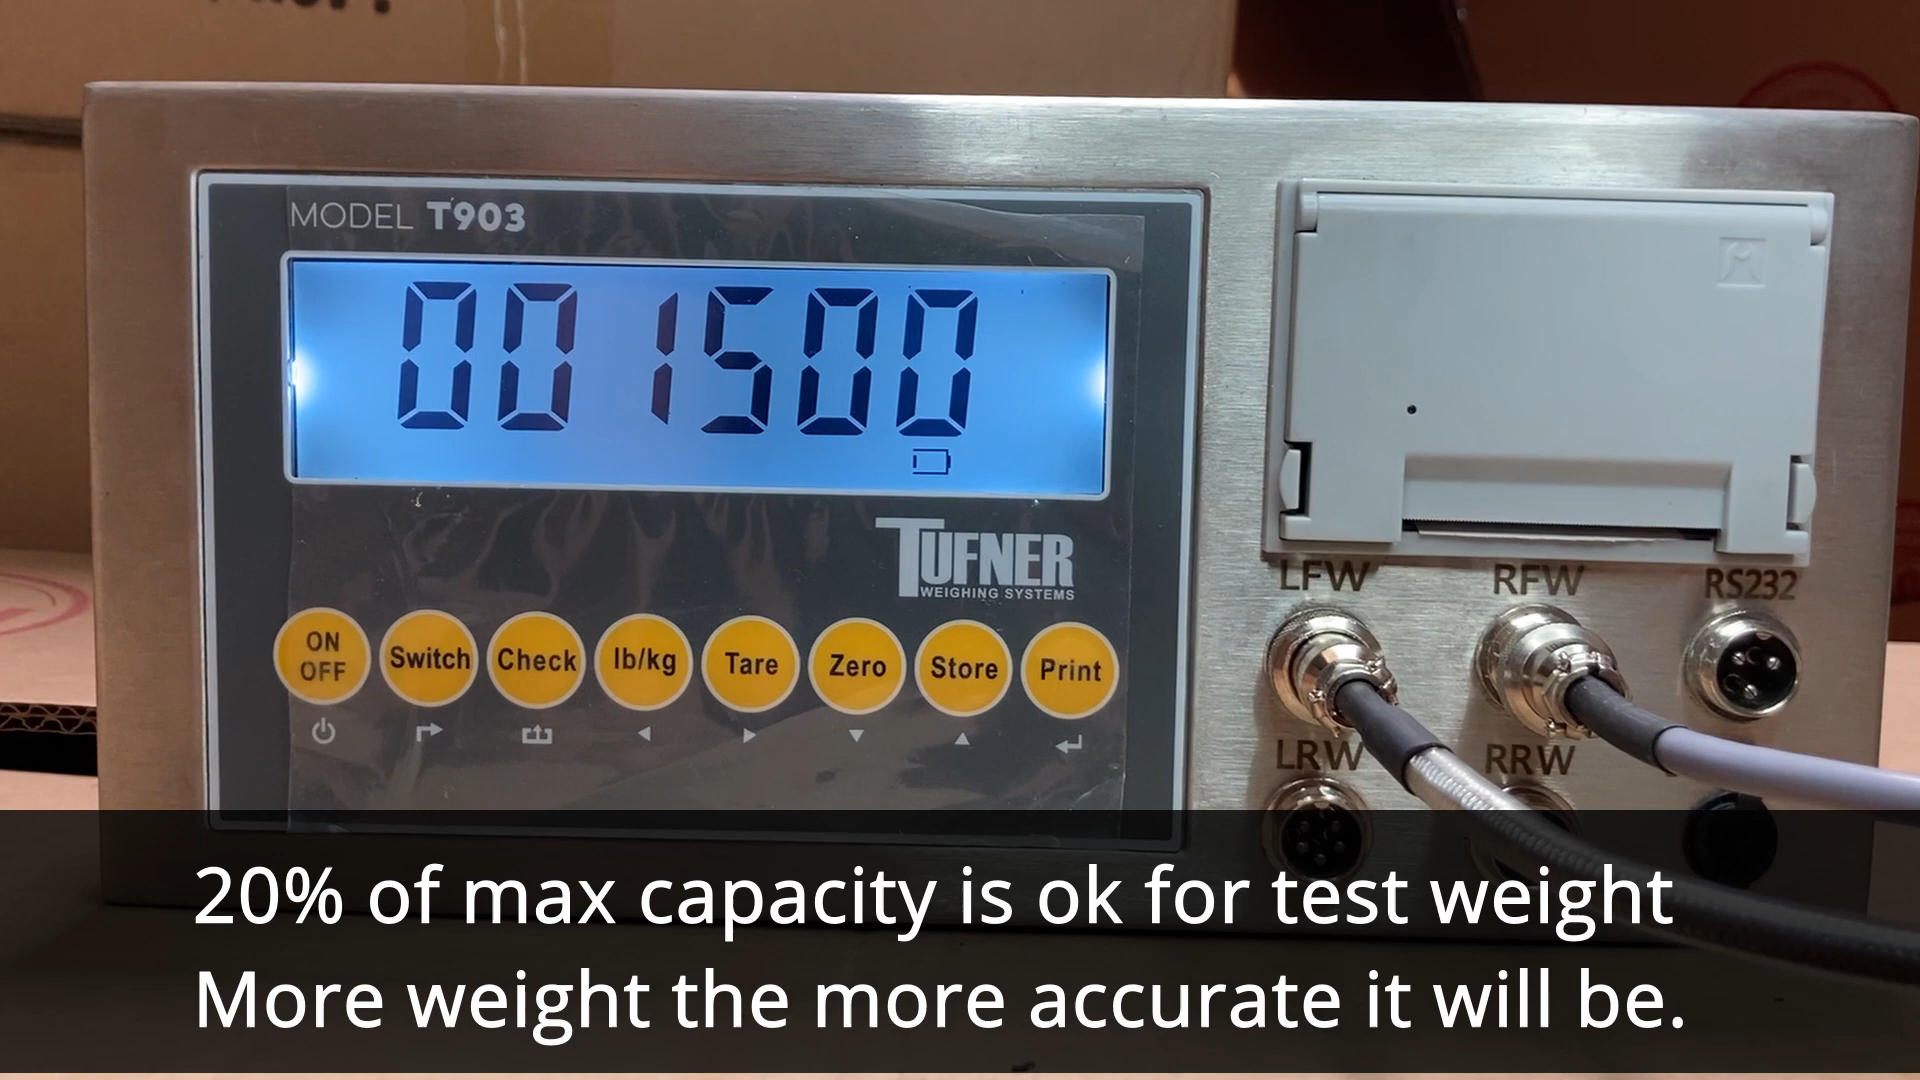 MODEL T903
001500
TUFNER
WEIGHING SYSTEMS
ON OFF
Switch
Check
lb/kg
Tare
Zero
Store
Print
LFW
RFW
RS232
LRW
RRW
20% of max capacity is ok for test weight
More weight the more accurate it will be.